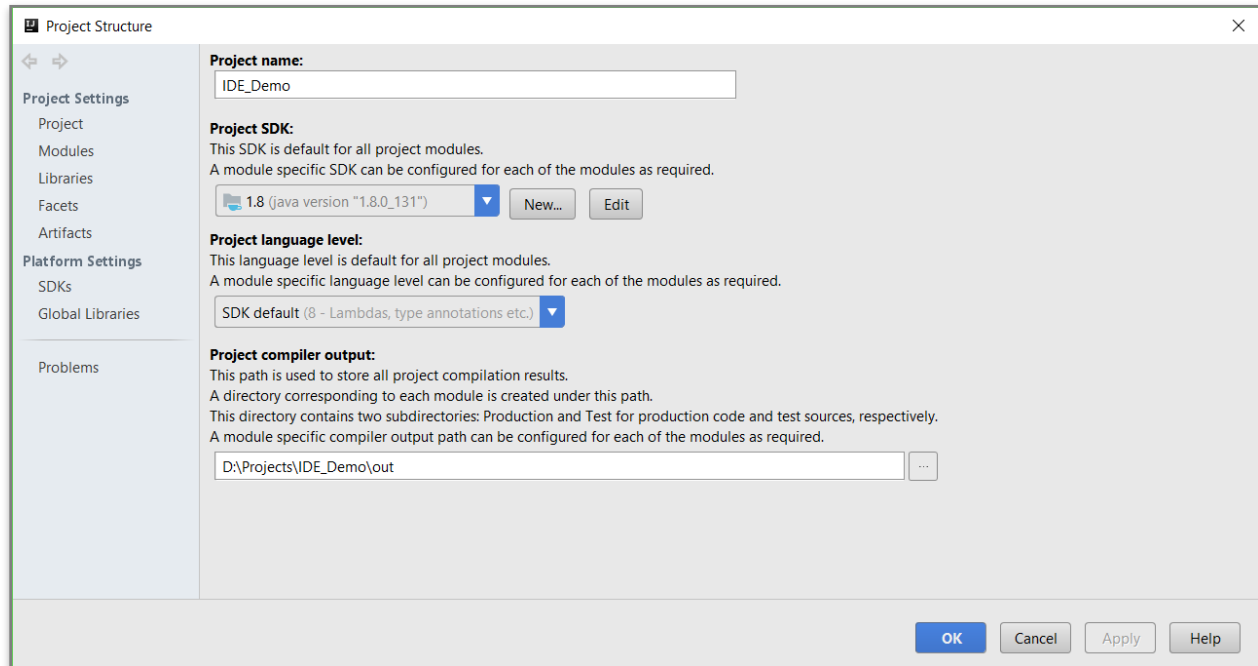 Project Structure
Project Settings
Project
Modules
Libraries
Facets
Artifacts
Platform Settings
SDKs
Global Libraries
Problems
Project name:
IDE_Demo
Project SDK:
This SDK is default for all project modules.
A module specific SDK can be configured for each of the modules as required.
1.8 (java version "1.8.0_131") New... Edit
Project language level:
This language level is default for all project modules.
A module specific language level can be configured for each of the modules as required.
SDK default (8 - Lambdas, type annotations etc.)
Project compiler output:
This path is used to store all project compilation results.
A directory corresponding to each module is created under this path.
This directory contains two subdirectories: Production and Test for production code and test sources, respectively.
A module specific compiler output path can be configured for each of the modules as required.
D:\Projects\IDE_Demo\out ...
OK Cancel Apply Help